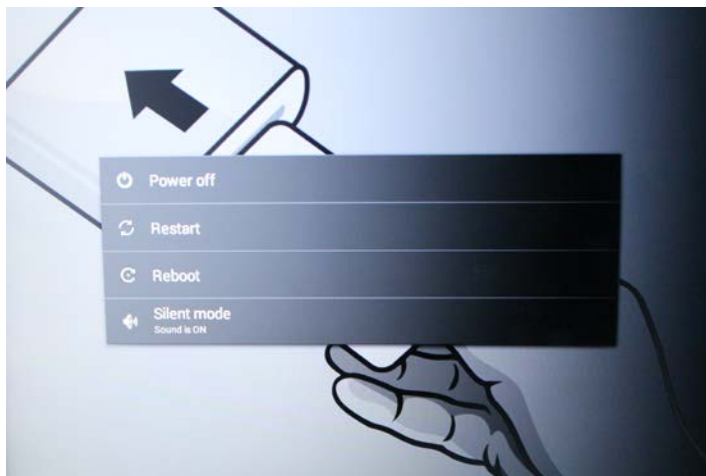 Power off
Restart
Reboot
Silent mode
Sound is ON